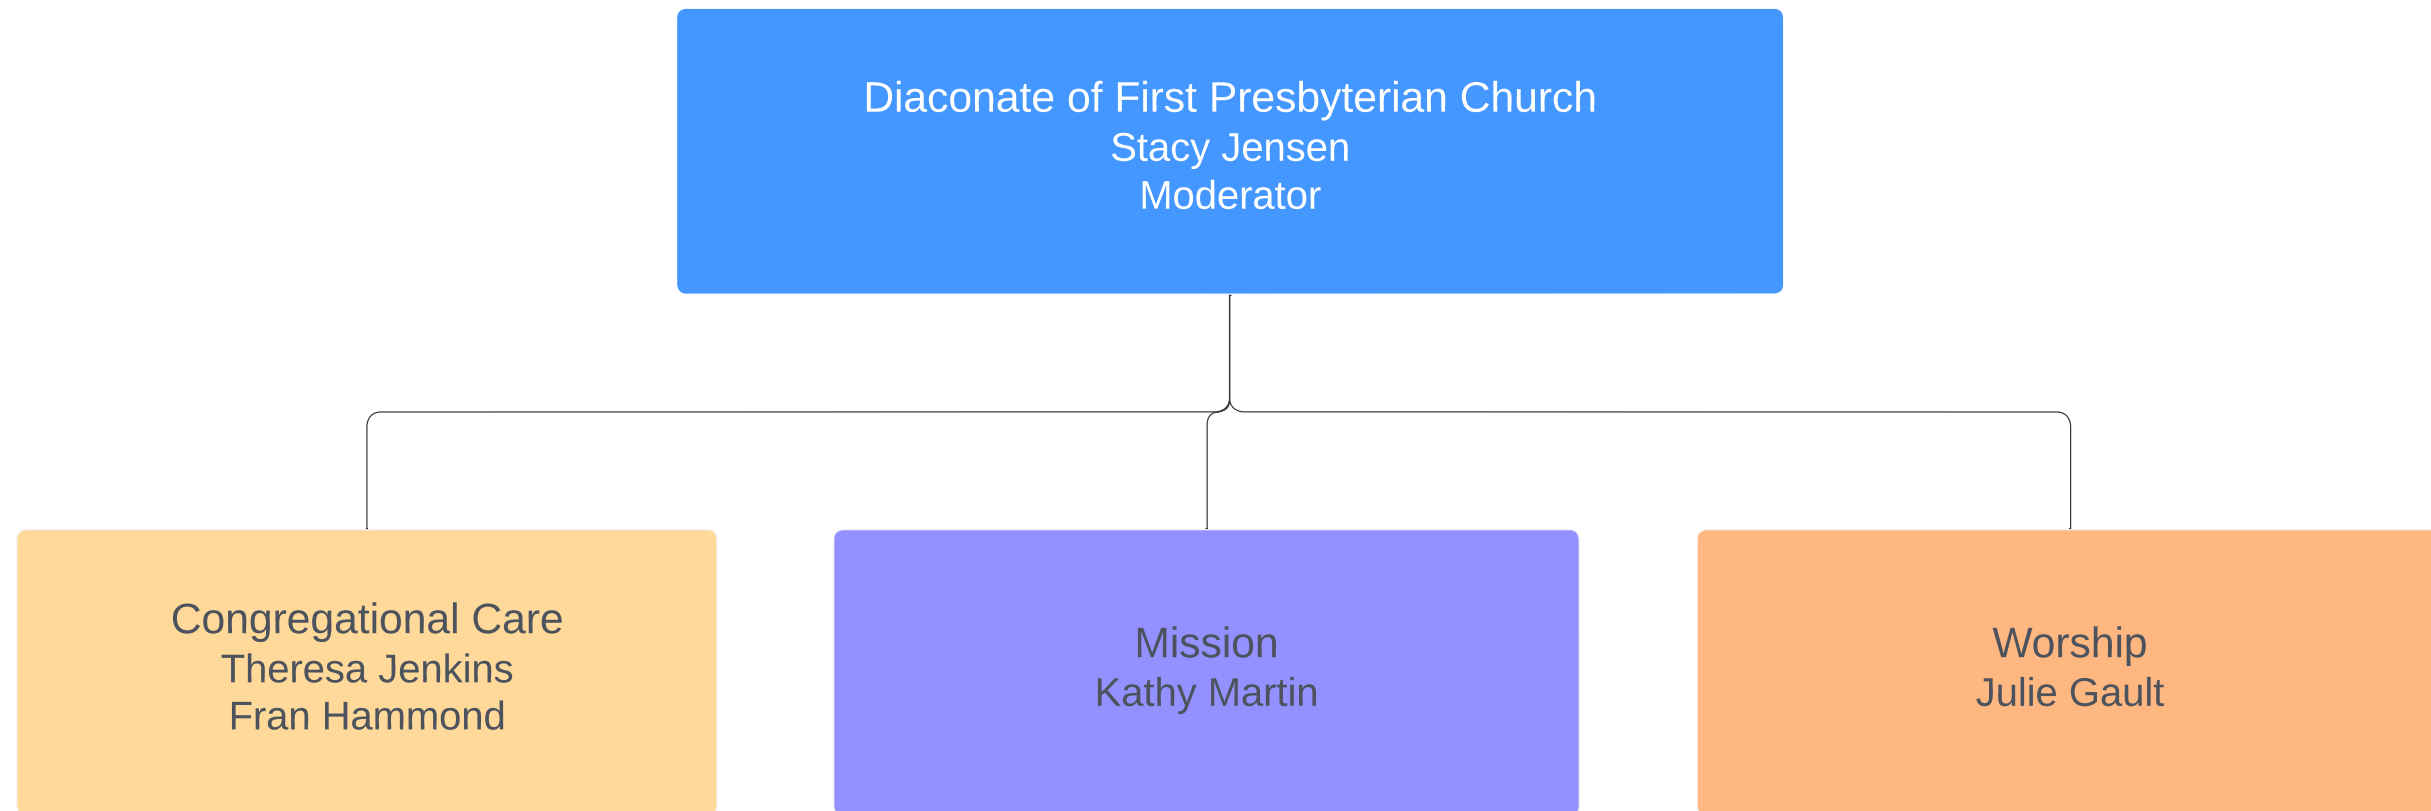 Diaconate of First Presbyterian Church
Stacy Jensen
Moderator
Congregational Care
Theresa Jenkins
Fran Hammond
Mission
Kathy Martin
Worship
Julie Gault